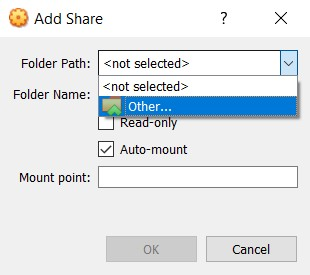 Add Share
?
Folder Path: <not selected>
<not selected>
Folder Name: Other...
Read-only
Auto-mount
Mount point:
OK Cancel